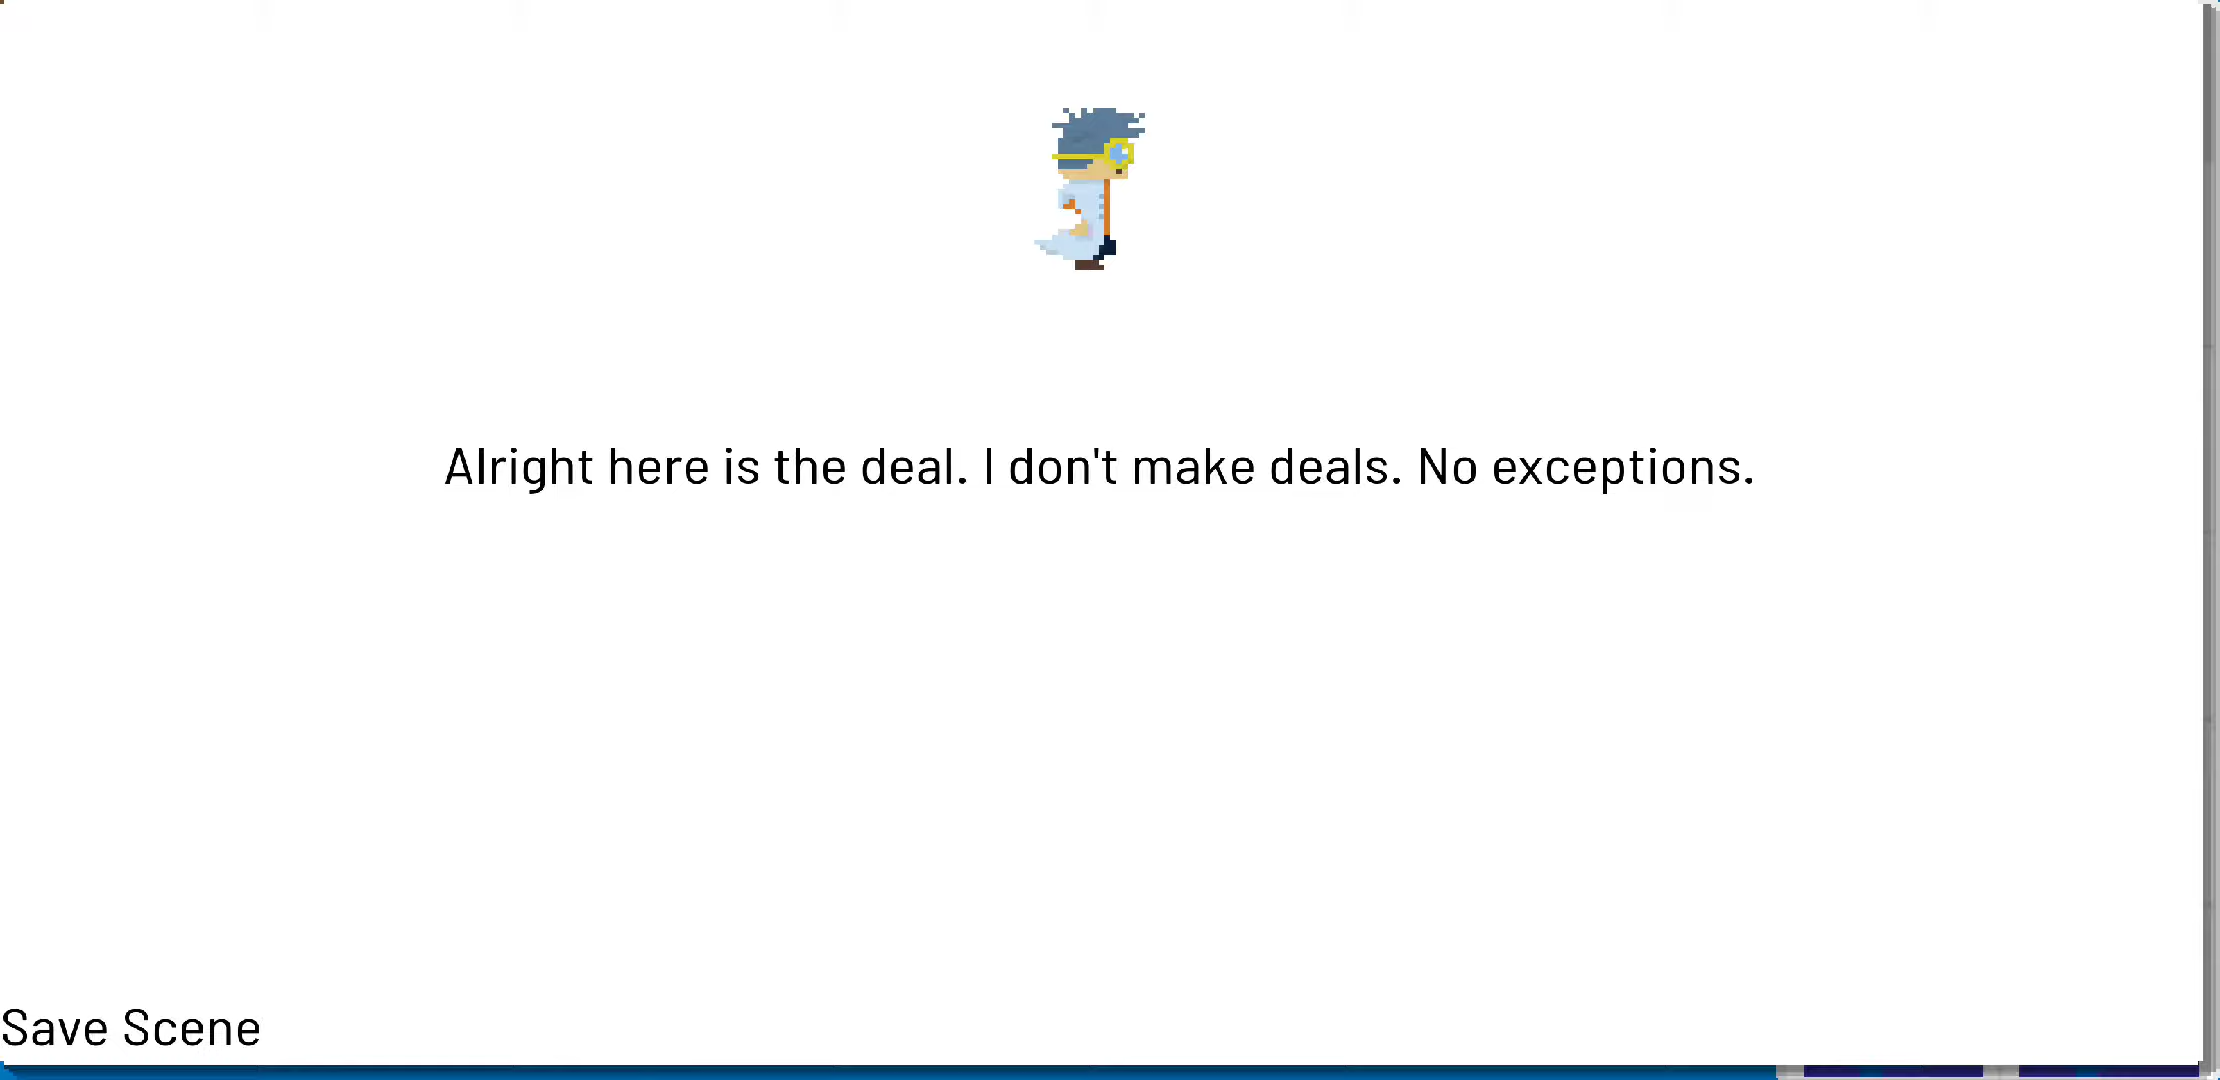 Alright here is the deal. I don't make deals. No exceptions.
Save Scene